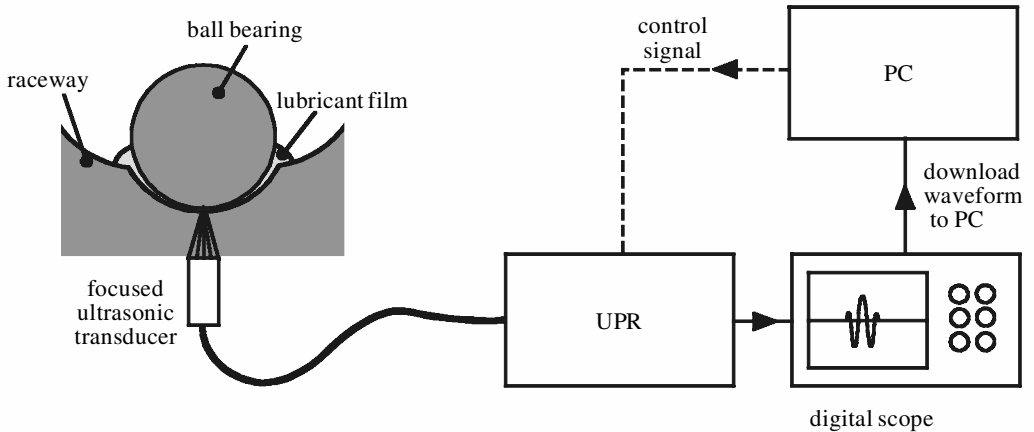 ball bearing
raceway
lubricant film
focused
ultrasonic
transducer
control
signal
PC
download
waveform
to PC
UPR
digital scope